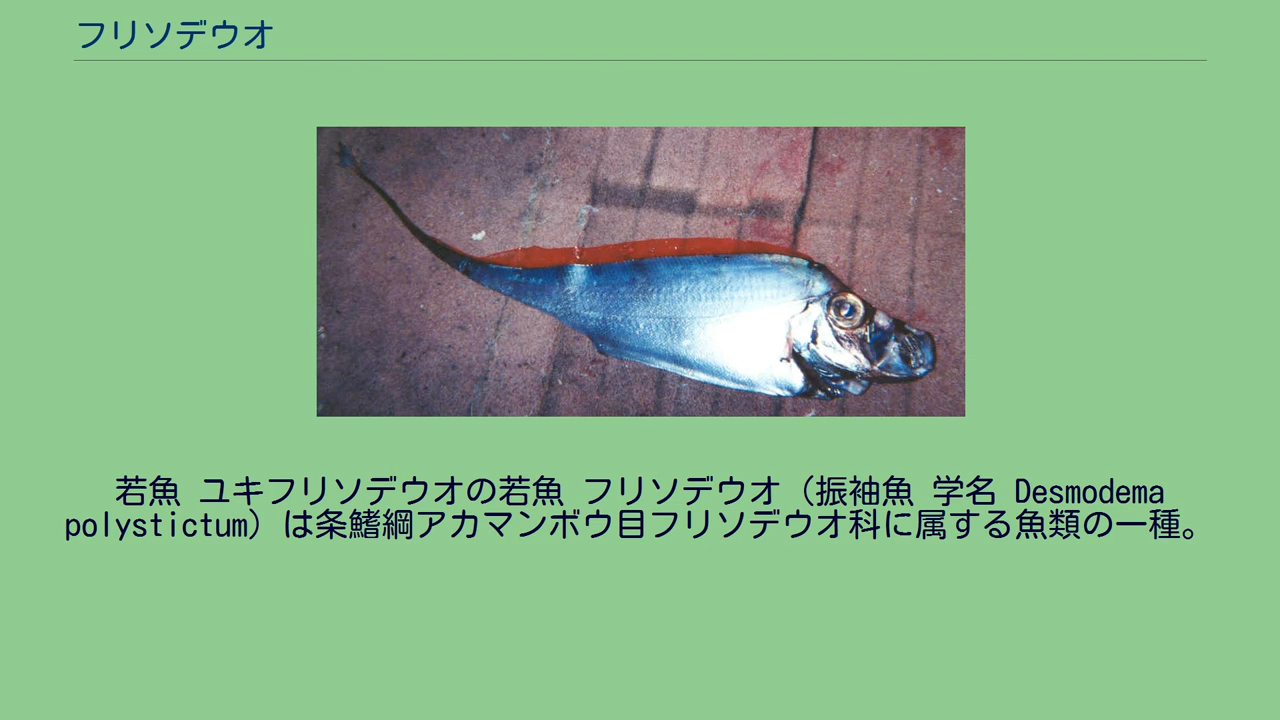 フリソデウオ
若魚 ユキフリソデウオの若魚 フリソデウオ（振袖魚 学名 Desmodema
polystictum）は条鰭綱アカマンボウ目フリソデウオ科に属する魚類の一種。